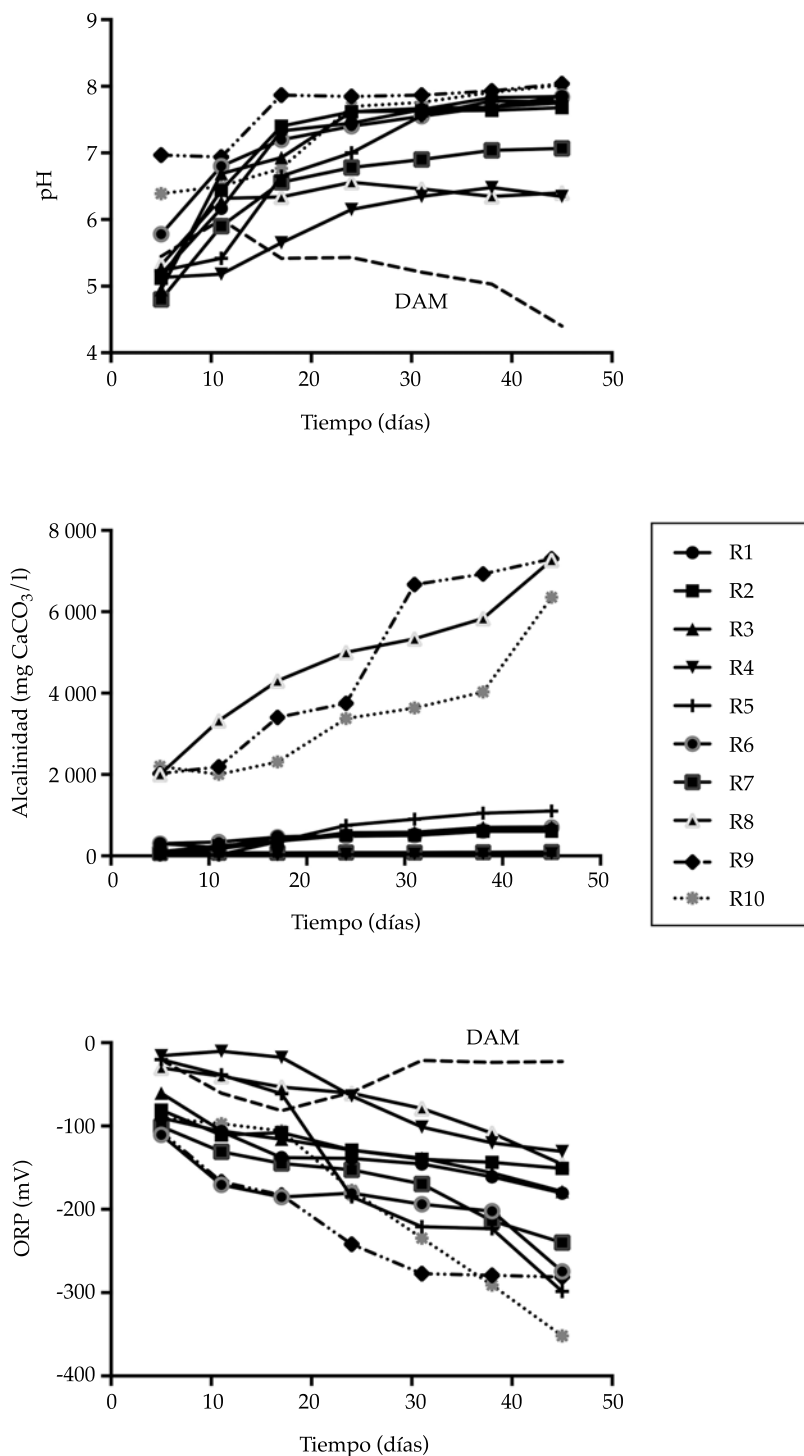 9
8
7
6
5
4
pH
DAM
0 10 20 30 40 50
Tiempo (días)
8 000
6 000
4 000
2 000
0
Alcalinidad (mg CaCO3/l)
0 10 20 30 40 50
Tiempo (días)
R1
R2
R3
R4
R5
R6
R7
R8
R9
R10
0
-100
-200
-300
-400
ORP (mV)
DAM
0 10 20 30 40 50
Tiempo (días)